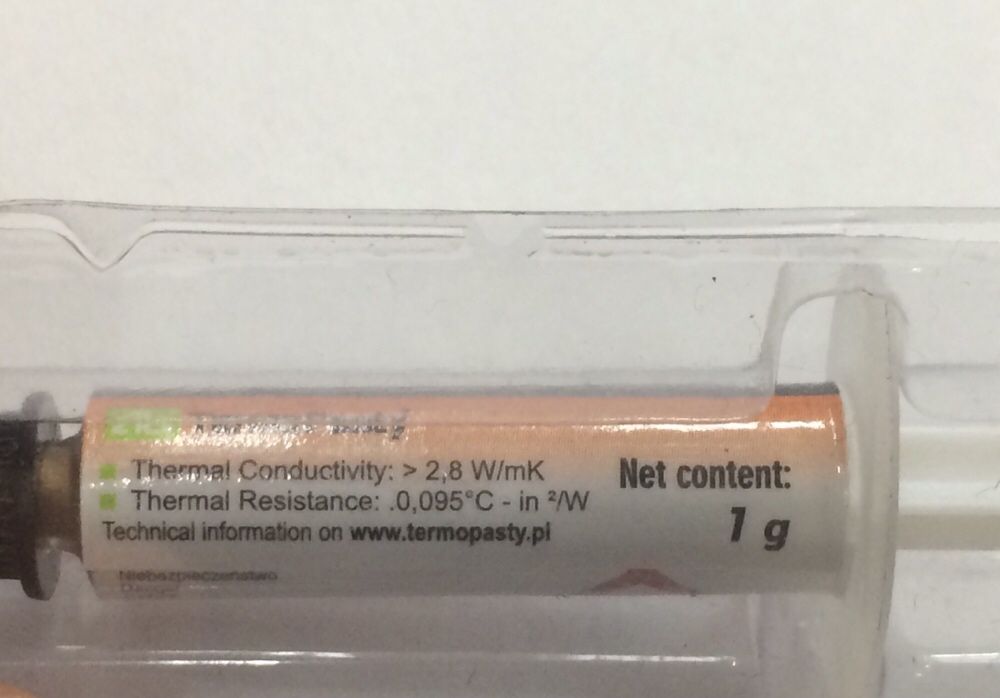 Thermal Conductivity: > 2,8 W/mK
Thermal Resistance: .0,095°C - in ²/W
Technical information on www.termopasty.pl
Net content:
1 g
Niebezpieczeństwo